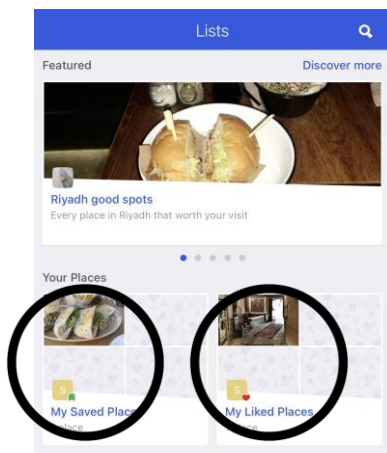 Lists
Featured
Discover more
Riyadh good spots
Every place in Riyadh that worth your visit
Your Places
S
My Saved
S
My Liked Places